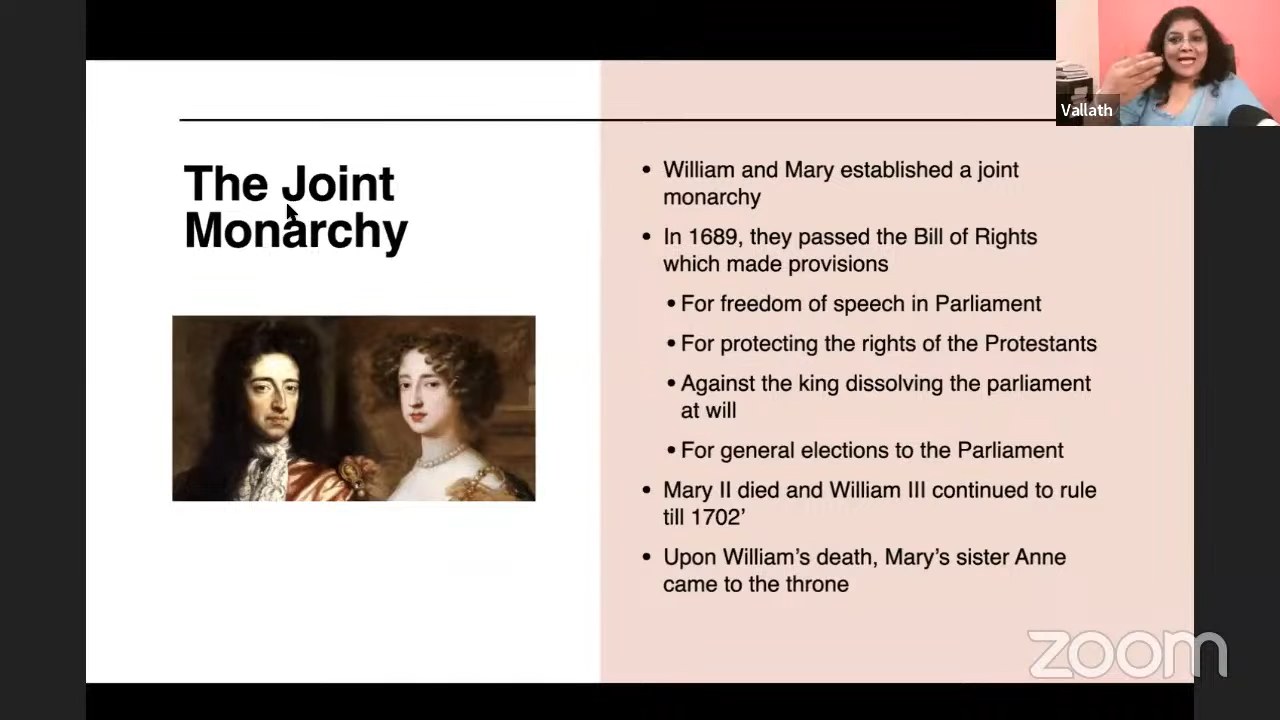 Vallath
The Joint
Monarchy
• William and Mary established a joint
monarchy
• In 1689, they passed the Bill of Rights
which made provisions
• For freedom of speech in Parliament
• For protecting the rights of the Protestants
• Against the king dissolving the parliament
at will
• For general elections to the Parliament
• Mary II died and William III continued to rule
till 1702’
• Upon William’s death, Mary’s sister Anne
came to the throne
zoom